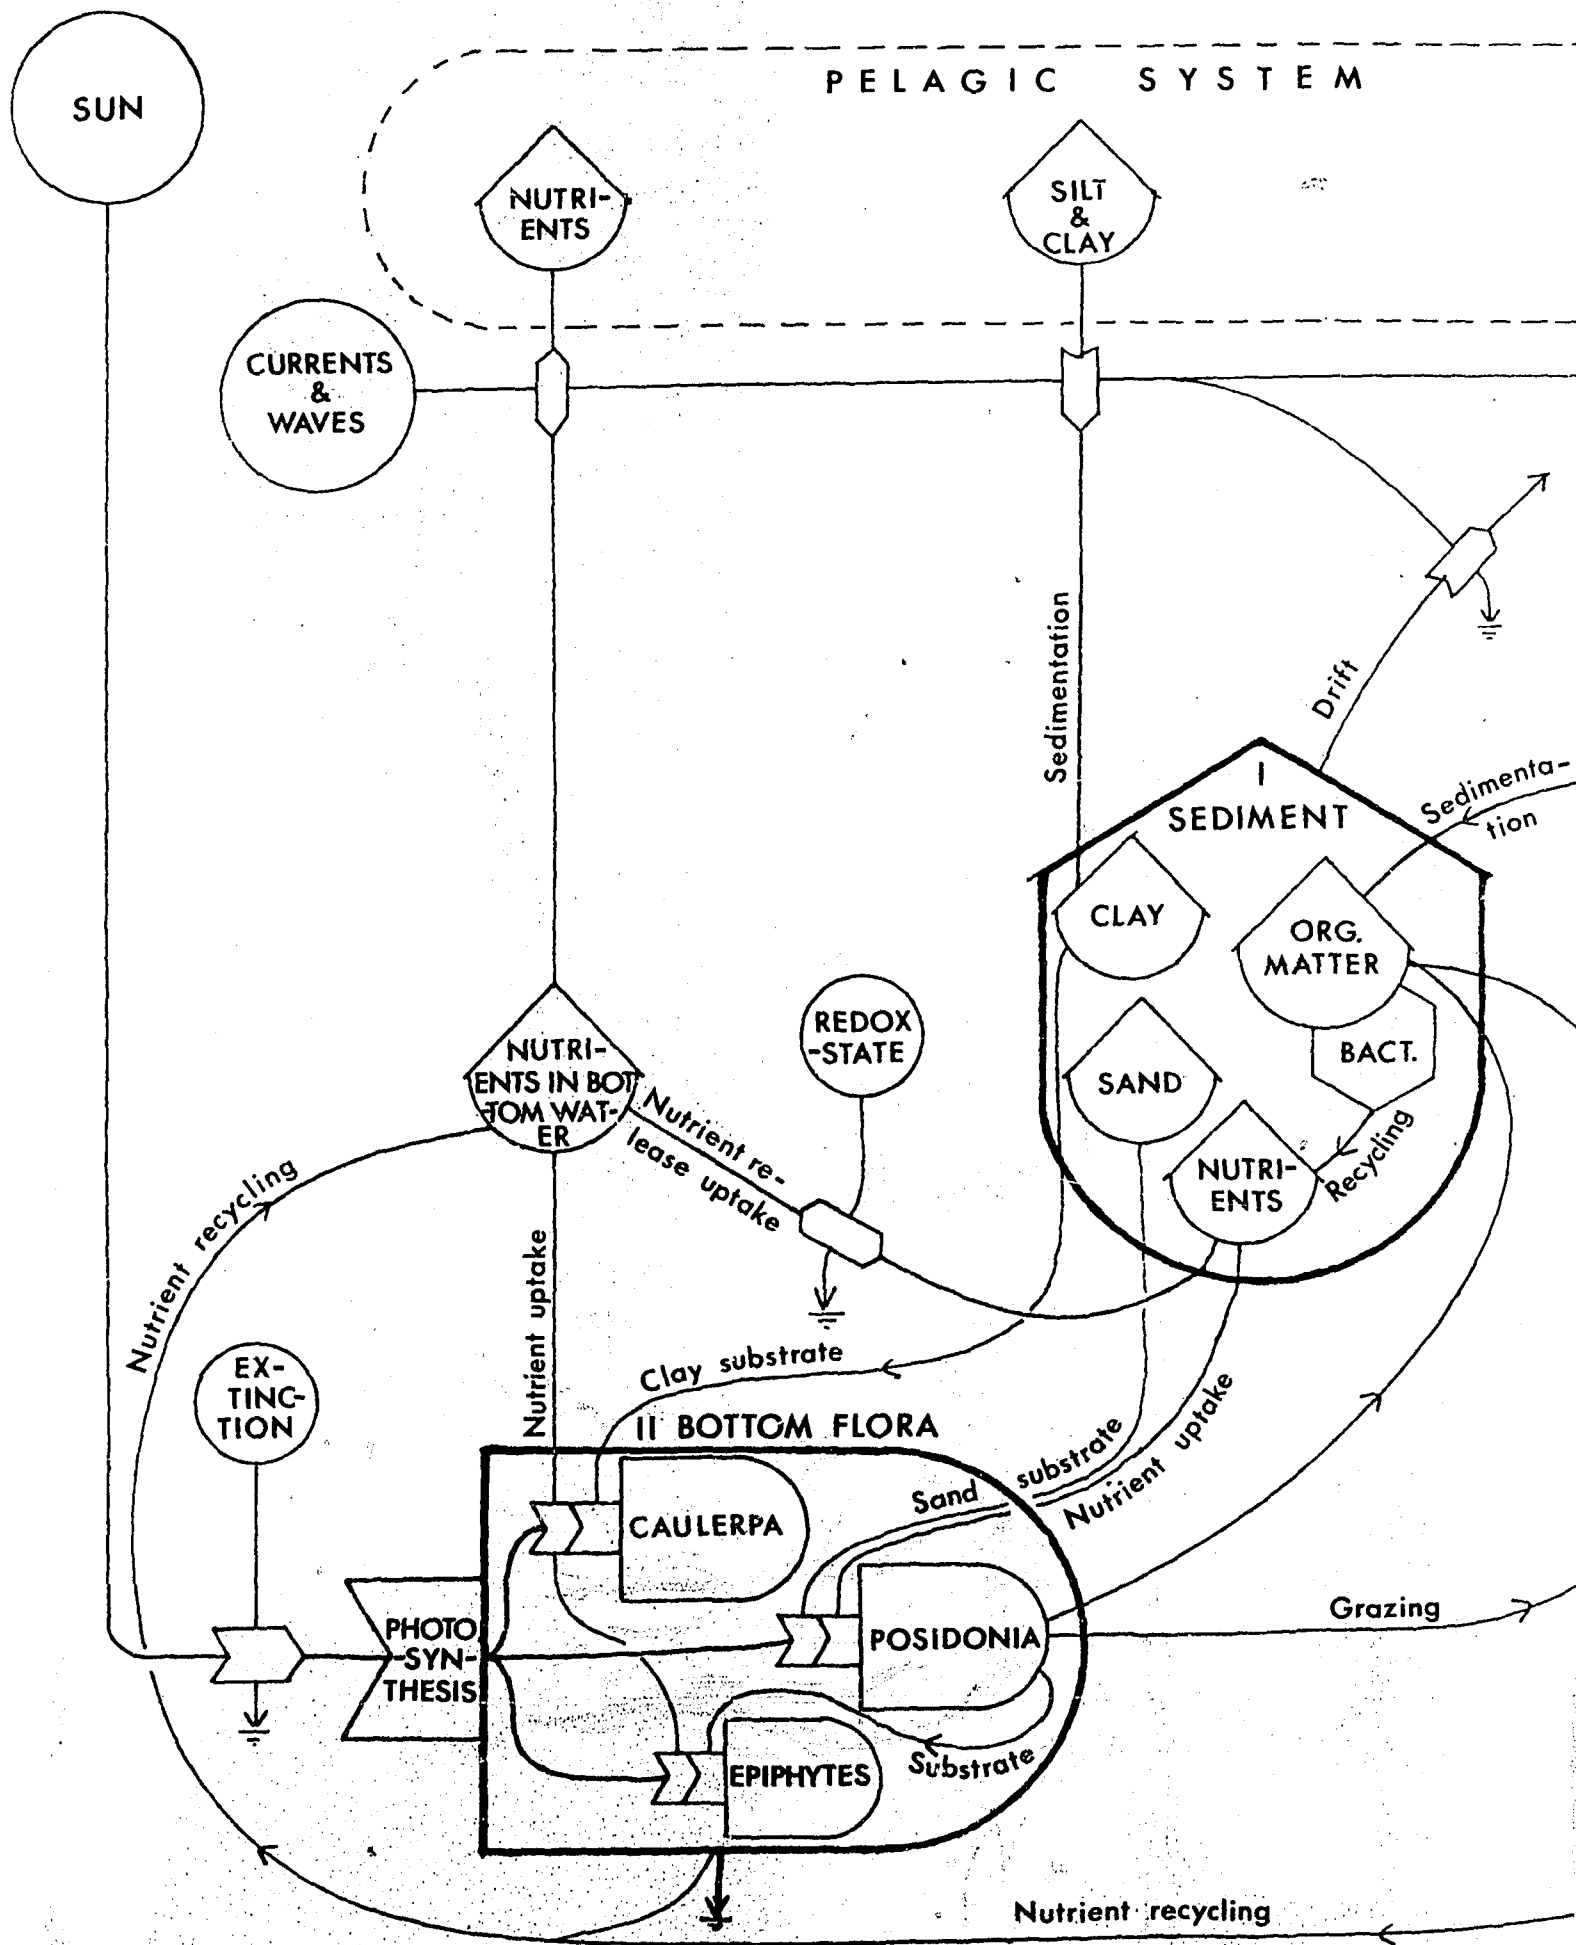 PELAGIC SYSTEM
SUN
NUTRI-
ENTS
SILT
&
CLAY
CURRENTS
&
WAVES
Sedimentation
Drift
I
SEDIMENT
Sedimenta-
tion
CLAY
ORG.
MATTER
BACT.
SAND
Recycling
NUTRI-
ENTS
REDOX
-STATE
NUTRI-
ENTS IN BOT
-TOM WAT-
ER
Nutrient re-
lease uptake
Nutrient recycling
Nutrient uptake
EX-
TINC-
TION
Clay substrate
II BOTTOM FLORA
Sand substrate
Nutrient uptake
CAULERPA
PHOTO
-SYN-
THESIS
POSIDONIA
Grazing
EPIPHYTES
Substrate
Nutrient recycling